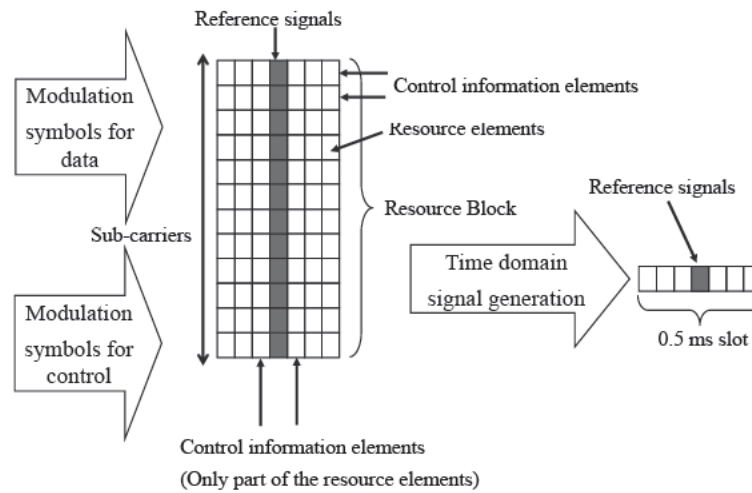 Reference signals
Modulation
symbols for
data
Control information elements
Resource elements
Resource Block
Sub-carriers
Reference signals
Time domain
signal generation
0.5 ms slot
Modulation
symbols for
control
Control information elements
(Only part of the resource elements)